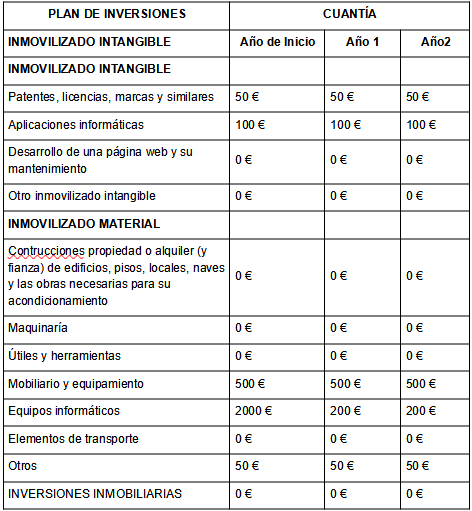 PLAN DE INVERSIONES CUANTÍA
INMOVILIZADO INTANGIBLE Año de Inicio Año 1 Año2
INMOVILIZADO INTANGIBLE
Patentes, licencias, marcas y similares 50 € 50 € 50 €
Aplicaciones informáticas 100 € 100 € 100 €
Desarrollo de una página web y su
mantenimiento 0 € 0 € 0 €
Otro inmovilizado intangible 0 € 0 € 0 €
INMOVILIZADO MATERIAL
Contrucciones propiedad o alquiler (y
fianza) de edificios, pisos, locales, naves
y las obras necesarias para su
acondicionamiento 0 € 0 € 0 €
Maquinaría 0 € 0 € 0 €
Útiles y herramientas 0 € 0 € 0 €
Mobiliario y equipamiento 500 € 500 € 500 €
Equipos informáticos 2000 € 200 € 200 €
Elementos de transporte 0 € 0 € 0 €
Otros 50 € 50 € 50 €
INVERSIONES INMOBILIARIAS 0 € 0 € 0 €